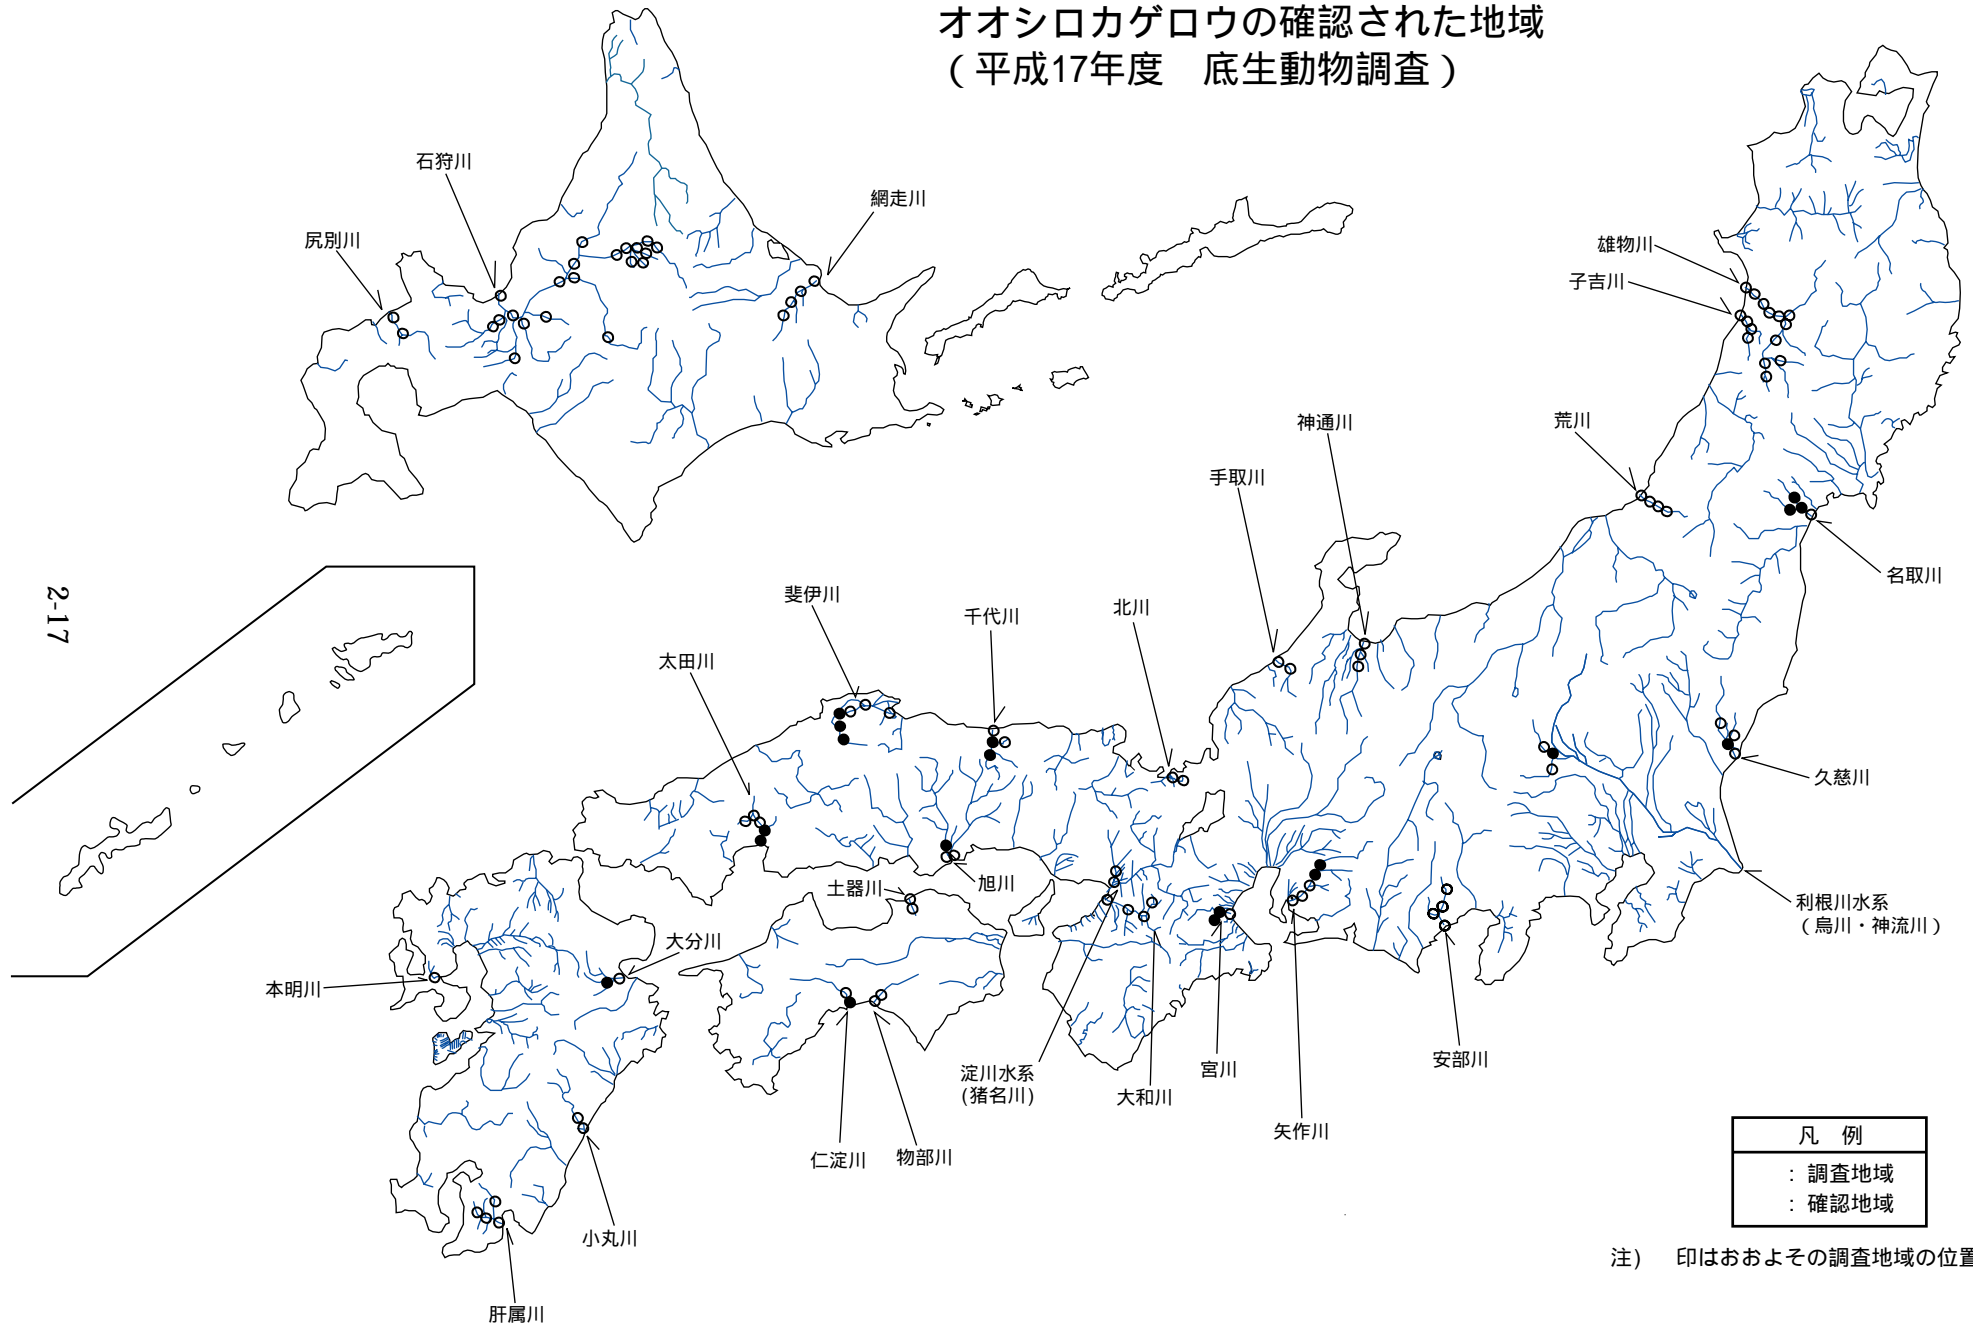 オオシロカゲロウの確認された地域
（平成17年度　底生動物調査）
石狩川
網走川
尻別川
雄物川
子吉川
神通川
荒川
手取川
名取川
2-17
斐伊川
千代川
北川
太田川
久慈川
土器川
旭川
利根川水系
（烏川・神流川）
大分川
本明川
淀川水系
(猪名川)
大和川
宮川
安部川
矢作川
仁淀川
物部川
小丸川
肝属川
凡　例
：調査地域
：確認地域
注)　印はおおよその調査地域の位置